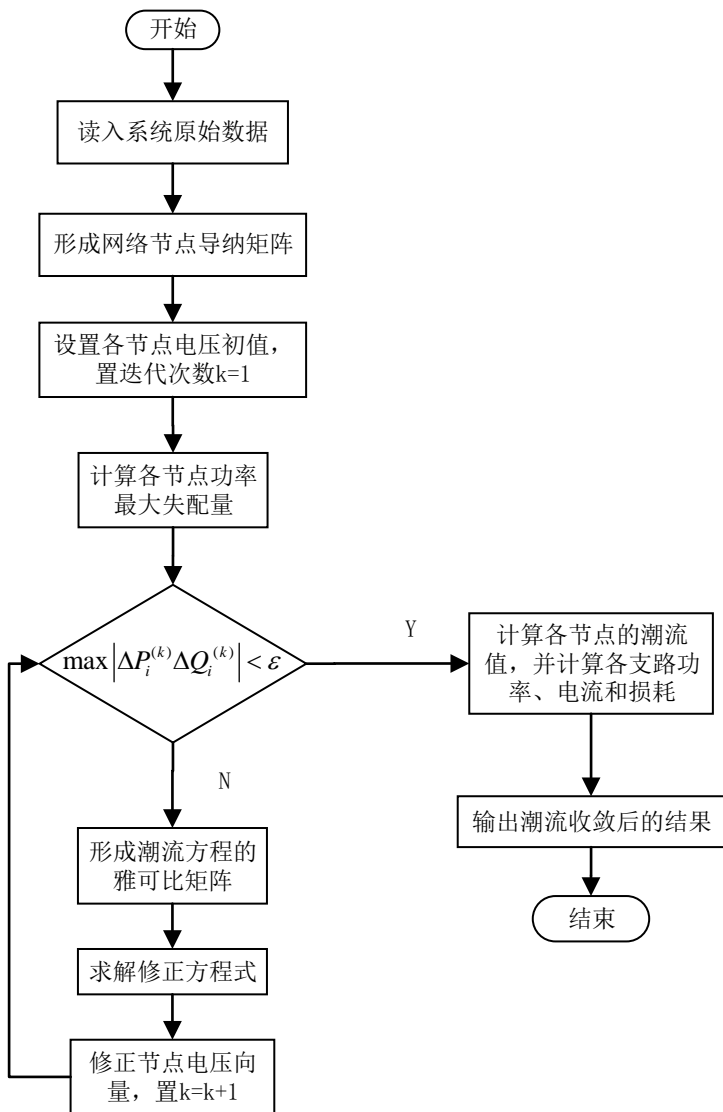 开始
读入系统原始数据
形成网络节点导纳矩阵
设置各节点电压初值，
置迭代次数k=1
计算各节点功率
最大失配量
max|ΔP_i^(k)ΔQ_i^(k)|<ε
Y
计算各节点的潮流
值，并计算各支路功
率、电流和损耗
输出潮流收敛后的结果
结束
N
形成潮流方程的
雅可比矩阵
求解修正方程式
修正节点电压向
量，置k=k+1